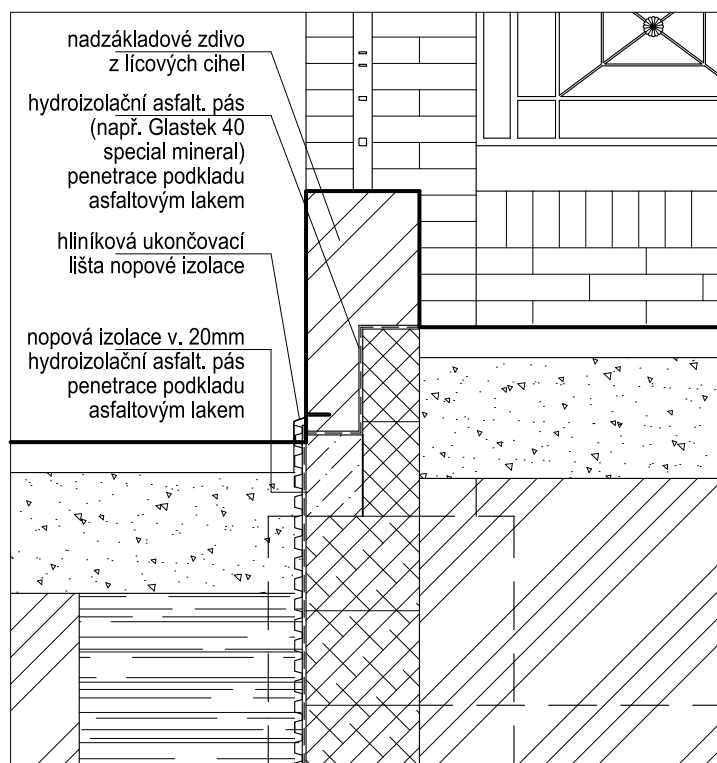 nadzákladové zdivo
z lícových cihel
hydroizolační asfalt. pás
(např. Glastek 40
special mineral)
penetrace podkladu
asfaltovým lakem
hliníková ukončovací
lišta nopové izolace
nopová izolace v. 20mm
hydroizolační asfalt. pás
penetrace podkladu
asfaltovým lakem